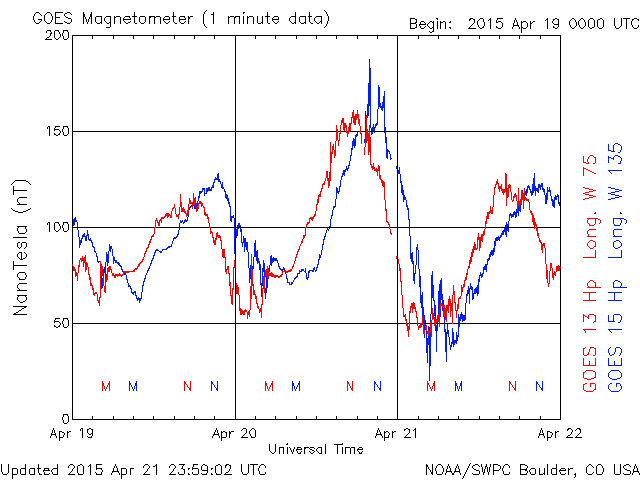 GOES Magnetometer (1 minute data)
Begin: 2015 Apr 19 0000 UTC
200
150
100
50
0
NanoTesla (nT)
M M N N M M N N M M N N
Apr 19 Apr 20 Apr 21 Apr 22
Universal Time
GOES 13 Hp Long. W 75
GOES 15 Hp Long. W 135
Updated 2015 Apr 21 23:59:02 UTC
NOAA/SWPC Boulder, CO USA